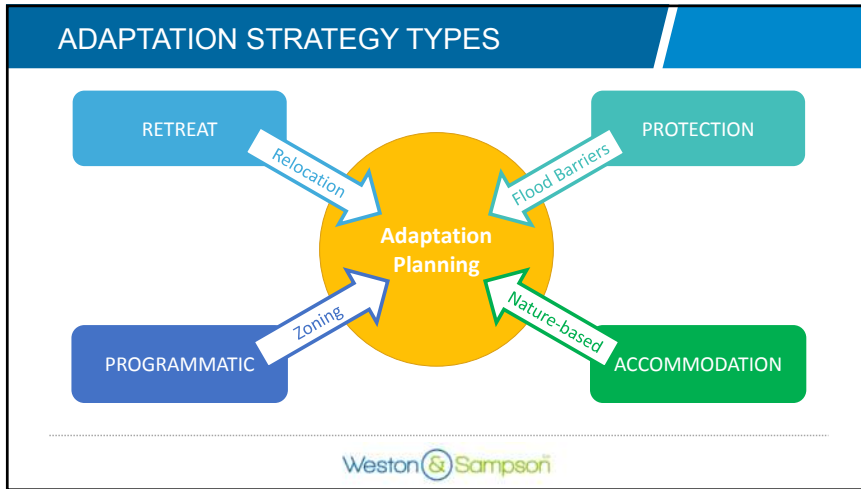 ADAPTATION STRATEGY TYPES
RETREAT
PROTECTION
Relocation
Flood Barriers
Adaptation
Planning
Zoning
Nature-based
PROGRAMMATIC
ACCOMMODATION
Weston & Sampson